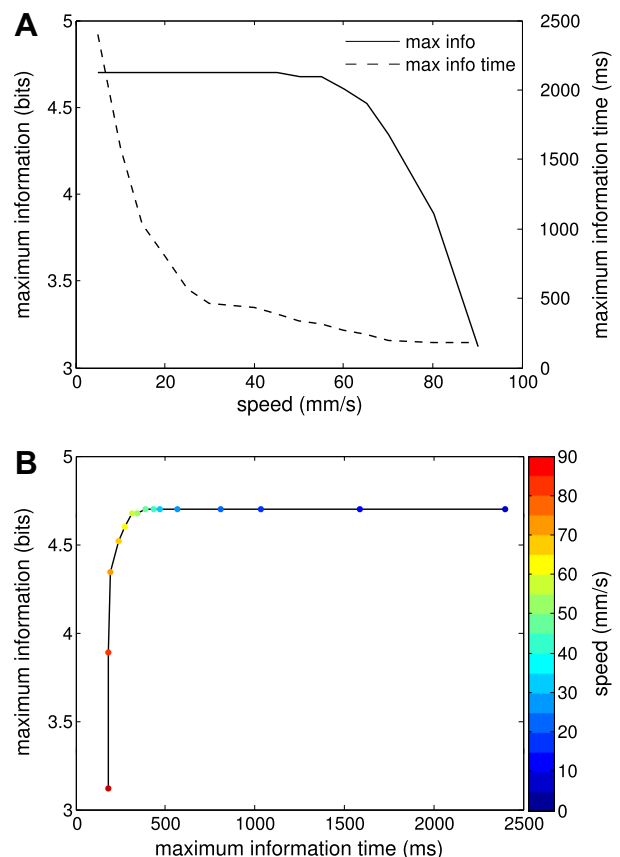 A
maximum information (bits)
5
4.5
4
3.5
3
max info
max info time
2500
2000
1500
1000
500
0
maximum information time (ms)
0 20 40 60 80 100
speed (mm/s)
B
maximum information (bits)
5
4.5
4
3.5
3
0 500 1000 1500 2000 2500
maximum information time (ms)
90
80
70
60
50
40
30
20
10
0
speed (mm/s)